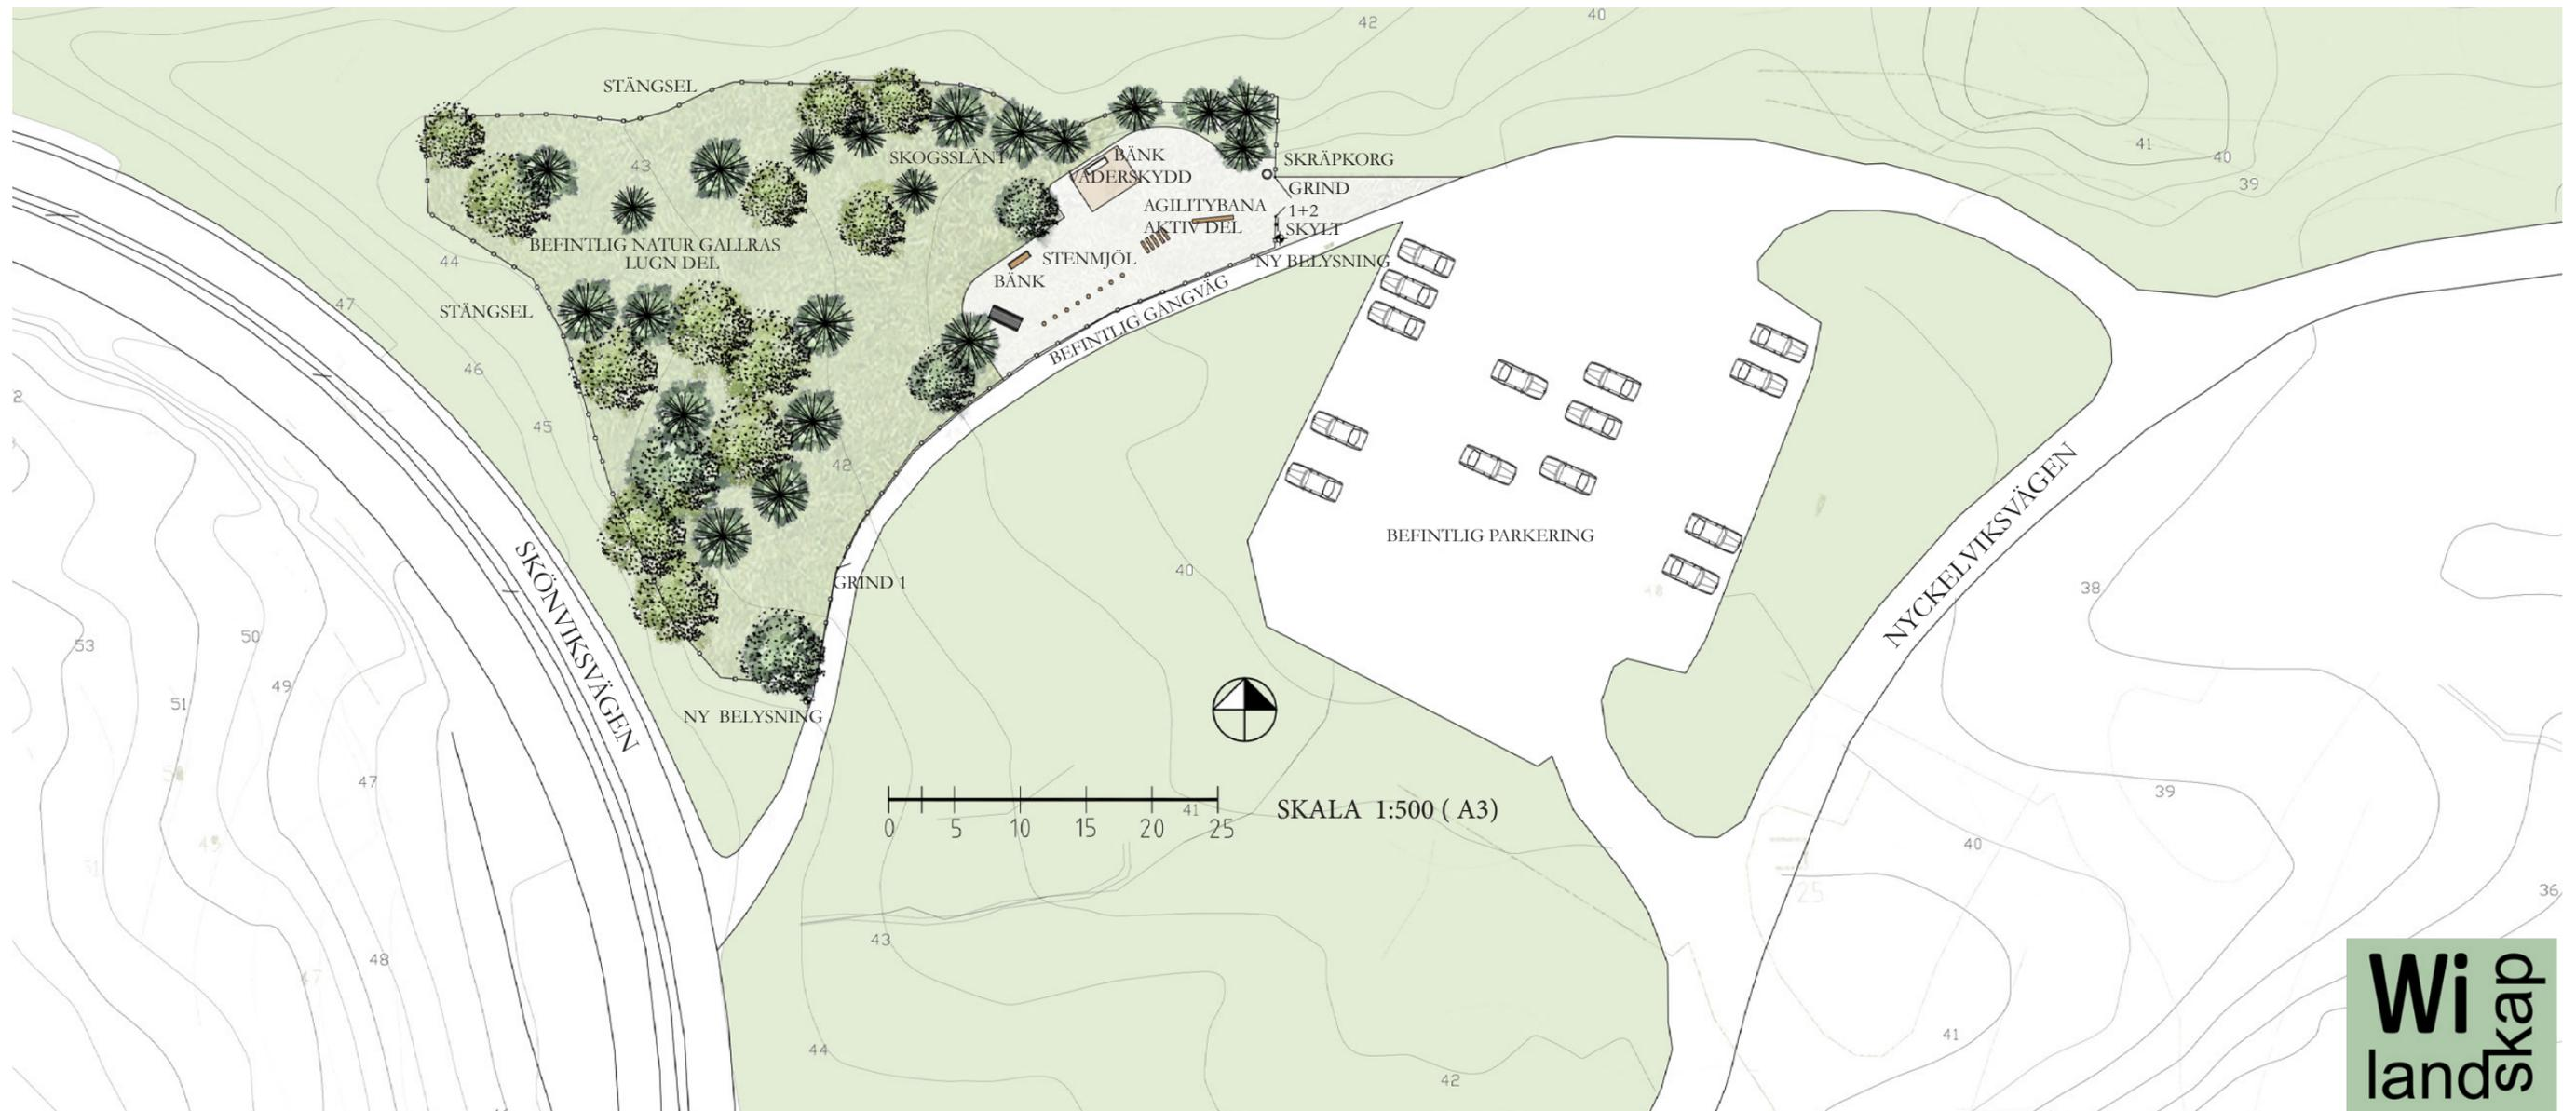 42
40
STÄNGSEL
41
40
39
43
SKOGSSLÄNT
BÄNK
VÄDERSKYDD
SKRÄPKORG
GRIND
1+2
SKYLT
AGILITYBANA
AKTIV DEL
BEFINTLIG NATUR GALLRAS
LUGN DEL
44
STENMJÖL
NY BELYSNING
BÄNK
47
STÄNGSEL
BEFINTLIG GÅNGVÄG
46
45
42
BEFINTLIG PARKERING
NYCKELVIKSVÄGEN
40
GRIND 1
38
SKÖNVIKSVÄGEN
53
50
49
51
NY BELYSNING
47
41
0 5 10 15 20 25
SKALA 1:500 ( A3)
39
40
25
36
43
48
44
41
42
Wi
landskap